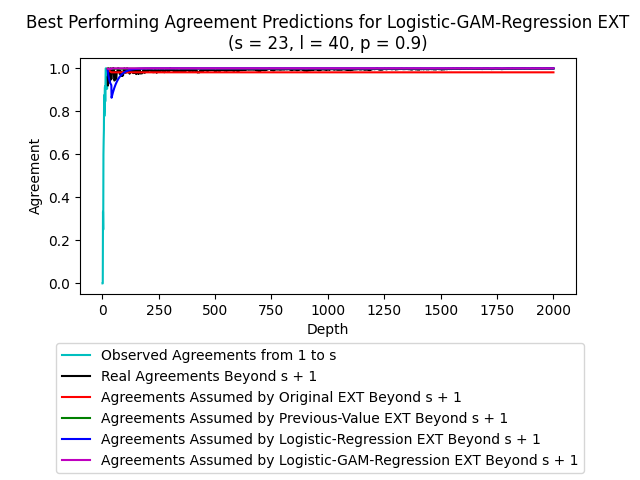 Best Performing Agreement Predictions for Logistic-GAM-Regression EXT
(s = 23, l = 40, p = 0.9)
1.0
0.8
0.6
0.4
0.2
0.0
Agreement
0
250
500
750
1000
1250
1500
1750
2000
Depth
Observed Agreements from 1 to s
Real Agreements Beyond s + 1
Agreements Assumed by Original EXT Beyond s + 1
Agreements Assumed by Previous-Value EXT Beyond s + 1
Agreements Assumed by Logistic-Regression EXT Beyond s + 1
Agreements Assumed by Logistic-GAM-Regression EXT Beyond s + 1